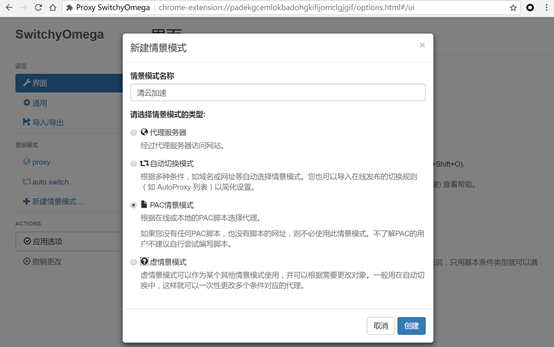 Proxy SwitchyOmega | chrome-extension://padekgcemlokbadohgkifijomclgjgif/options.html#/ui
SwitchyOmega
界面
设定
界面
通用
导入/导出
情景模式
proxy
auto switch
新建情景模式...
ACTIONS
应用选项
撤销更改
新建情景模式
×
情景模式名称
清云加速
请选择情景模式的类型:
代理服务器
经过代理服务器访问网站。
自动切换模式
根据多种条件，如域名或网址等自动选择情景模式。您也可以导入在线发布的切换规则
（如 AutoProxy 列表）以简化设置。
PAC情景模式
根据在线或本地的PAC脚本选择代理。
如果您没有任何PAC脚本，也没有脚本的网址，则不必使用此情景模式。不了解PAC的用
户不建议自行尝试编写脚本。
虚情景模式
虚情景模式可以作为某个其他情景模式使用，并可以根据需要更改对象。一般用在自动切
换中，这样就可以一次性更改多个条件对应的代理。
取消
创建
+Shift+O).
查看帮助。
说，只用基本条件类型就可以满